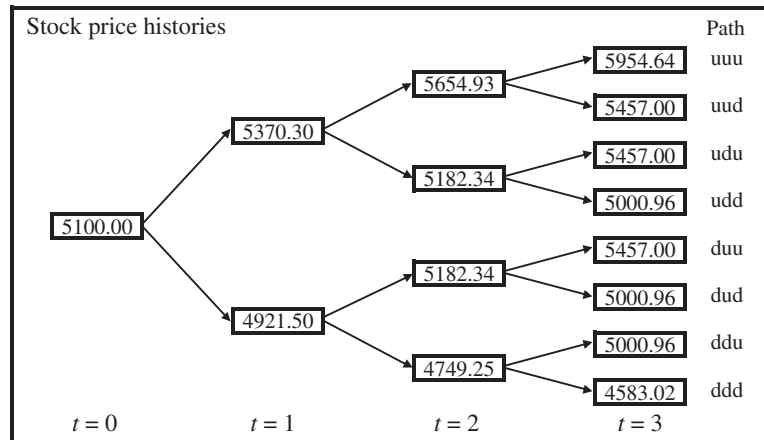 Stock price histories
Path
5954.64 uuu
5654.93
5457.00 uud
5370.30
5457.00 udu
5182.34
5000.96 udd
5100.00
5457.00 duu
5182.34
5000.96 dud
4921.50
5000.96 ddu
4749.25
4583.02 ddd
t = 0 t = 1 t = 2 t = 3